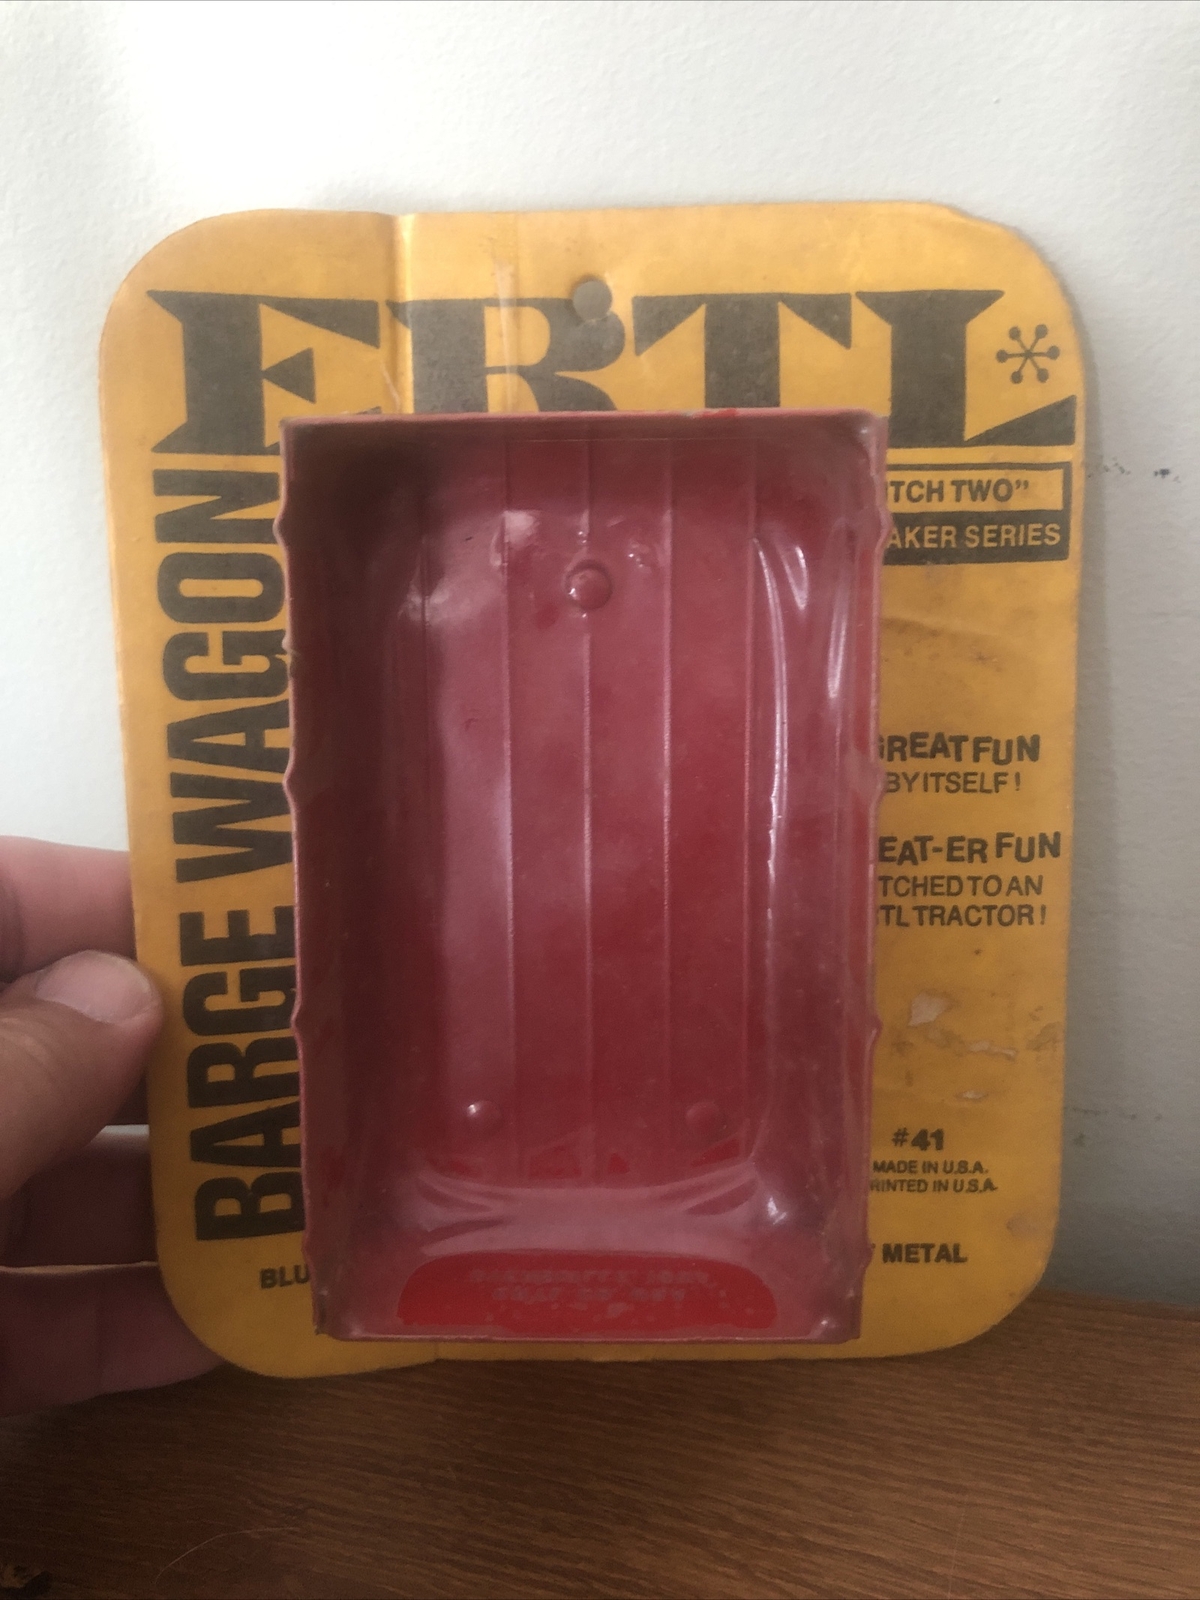 ERTL
BARGE WAGON
TCH TWO”
AKER SERIES
GREAT FUN
BY ITSELF!
EAT-ER FUN
TCHED TO AN
TL TRACTOR!
#41
MADE IN U.S.A.
RINTED IN U.S.A.
BLU
METAL